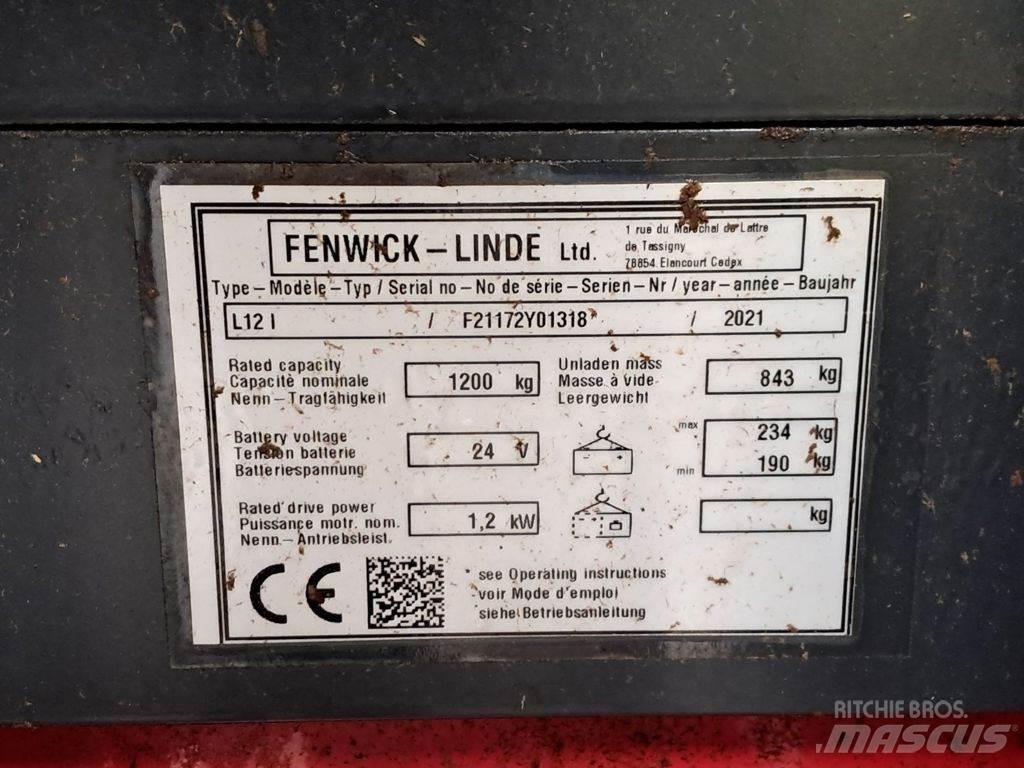 FENWICK – LINDE Ltd.
1 rue du Maréchal de Lattre
de Tassigny
78854 Elancourt Cedex
Type – Modèle – Typ / Serial no – No de série – Serien – Nr / year – année – Baujahr
L12 I / F21172Y01318 / 2021
Rated capacity
Capacité nominale
Nenn – Tragfähigkeit
1200 kg
Unladen mass
Masse à vide
Leergewicht
843 kg
Battery voltage
Tension batterie
Batteriespannung
24 V
max 234 kg
min 190 kg
Rated drive power
Puissance motr. nom.
Nenn. – Antriebsleist.
1,2 kW
kg
CE
see Operating instructions
voir Mode d'emploi
siehe Betriebsanleitung
RITCHIE BROS.
MASCUS